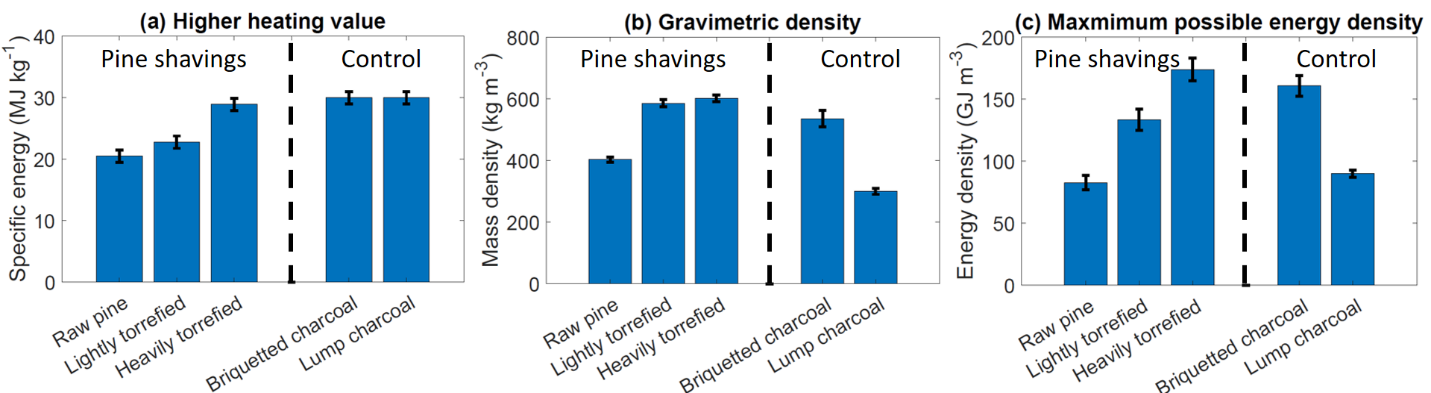 (a) Higher heating value
Specific energy (MJ kg⁻¹)
40
30
20
10
0
Pine shavings
Control
Raw pine
Lightly torrefied
Heavily torrefied
Briquetted charcoal
Lump charcoal
(b) Gravimetric density
Mass density (kg m⁻³)
800
600
400
200
0
Pine shavings
Control
Raw pine
Lightly torrefied
Heavily torrefied
Briquetted charcoal
Lump charcoal
(c) Maxmimum possible energy density
Energy density (GJ m⁻³)
200
150
100
50
0
Pine shavings
Control
Raw pine
Lightly torrefied
Heavily torrefied
Briquetted charcoal
Lump charcoal